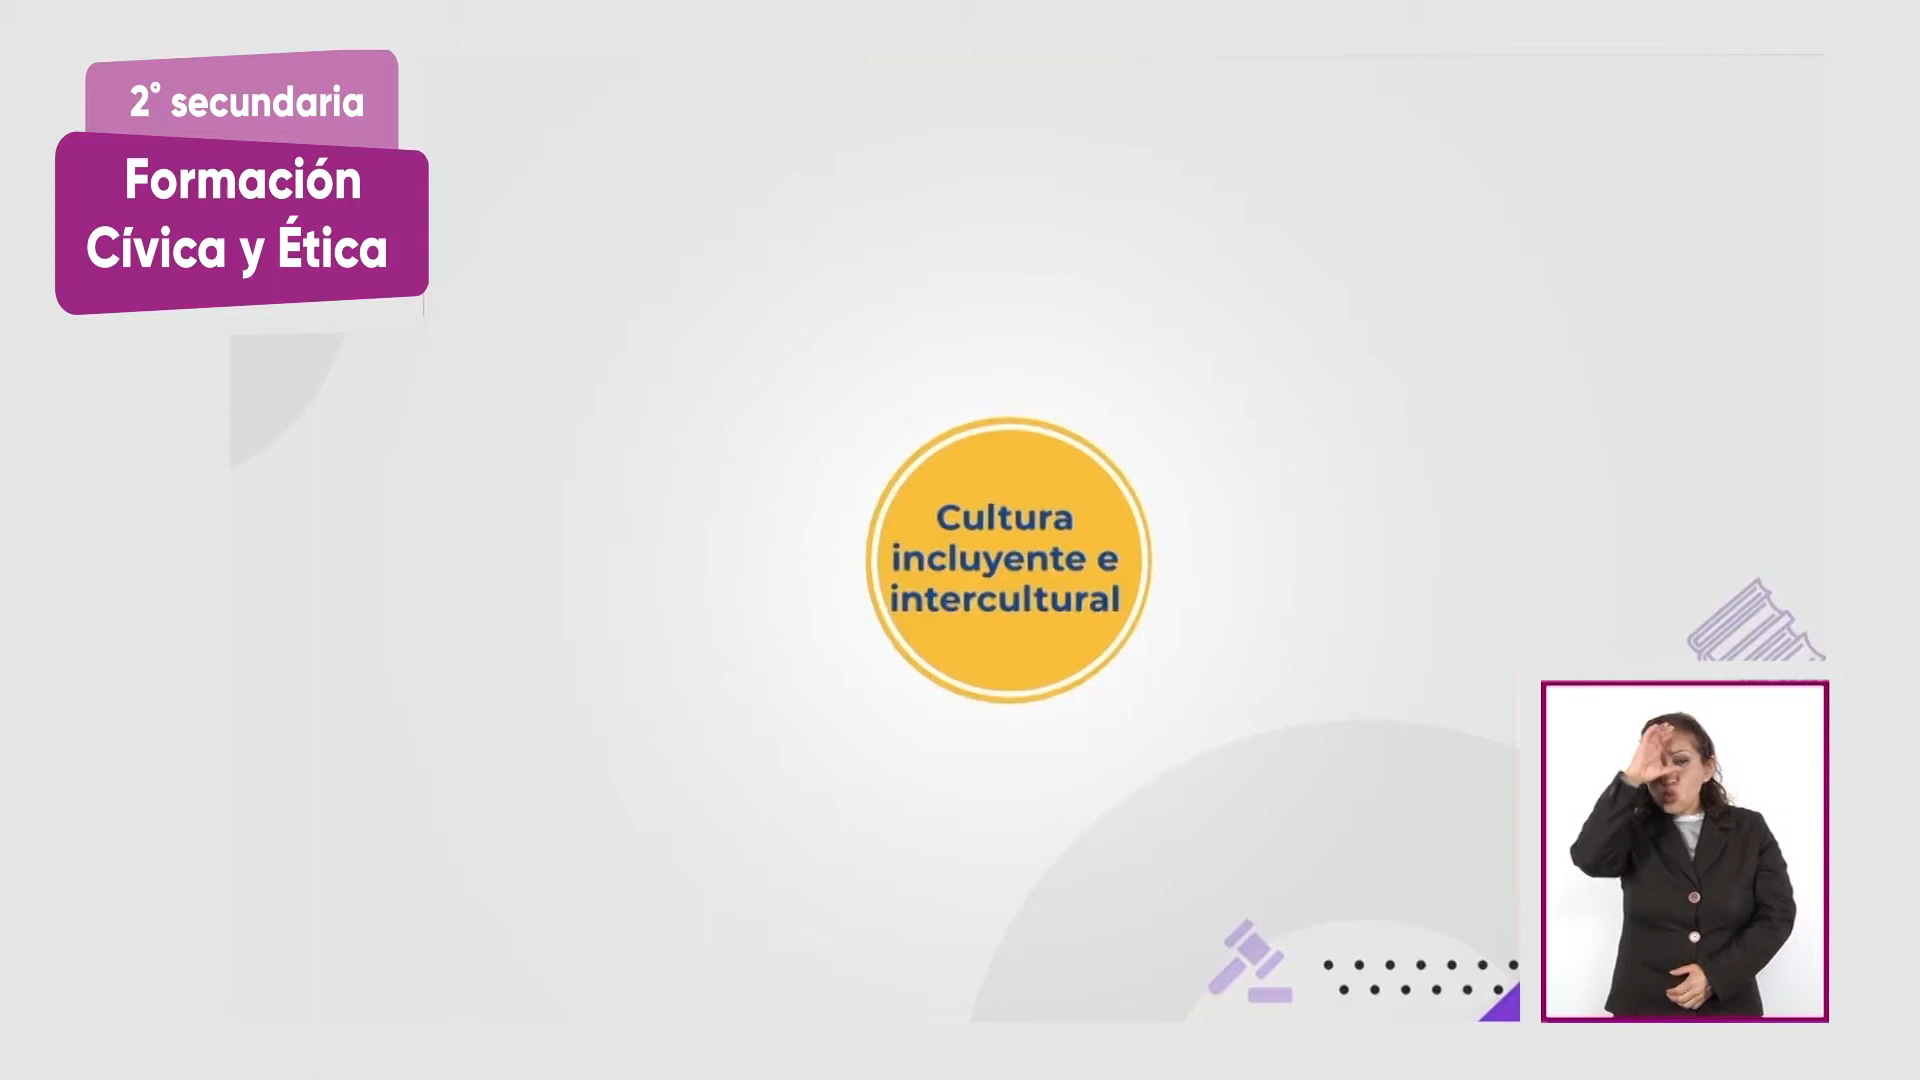 2° secundaria
Formación
Cívica y Ética
Cultura
incluyente e
intercultural